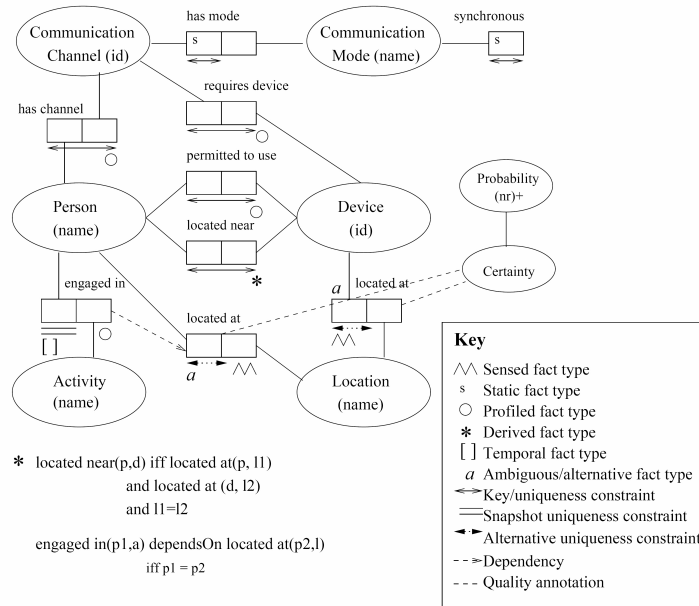 has mode
synchronous
Communication
Channel (id)
s
Communication
Mode (name)
s
requires device
has channel
permitted to use
Person
(name)
Device
(id)
Probability
(nr)+
located near
*
Certainty
engaged in
a
located at
[ ]
located at
a
Activity
(name)
Location
(name)
* located near(p,d) iff located at(p, l1)
and located at (d, l2)
and l1=l2
engaged in(p1,a) dependsOn located at(p2,l)
iff p1 = p2
Key
Sensed fact type
s Static fact type
Profiled fact type
* Derived fact type
[ ] Temporal fact type
a Ambiguous/alternative fact type
Key/uniqueness constraint
Snapshot uniqueness constraint
Alternative uniqueness constraint
Dependency
Quality annotation